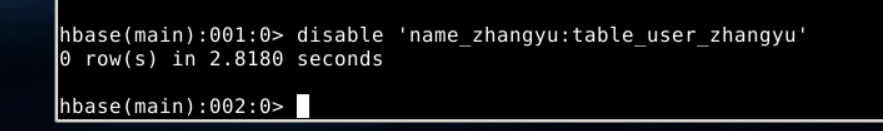 hbase(main):001:0> disable 'name_zhangyu:table_user_zhangyu'
0 row(s) in 2.8180 seconds
hbase(main):002:0>